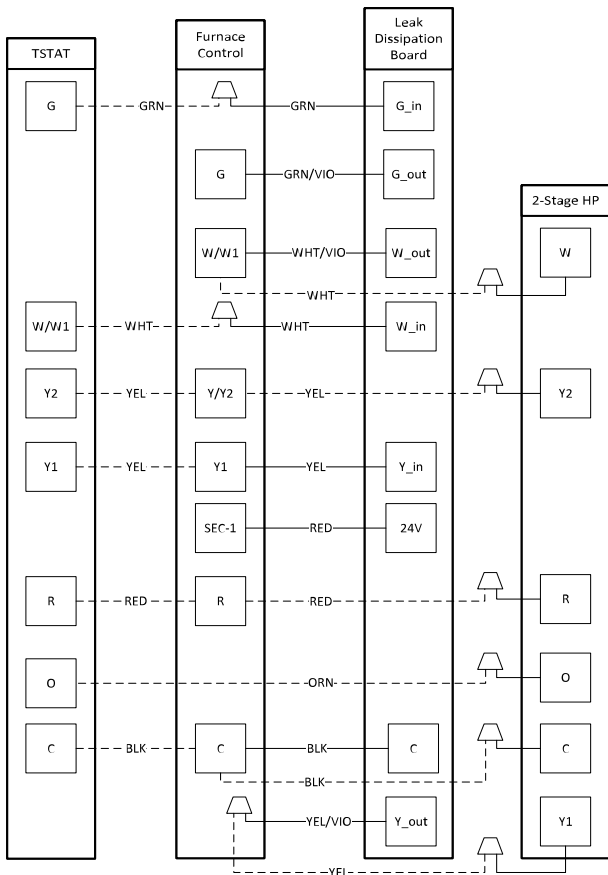 TSTAT
Furnace
Control
Leak
Dissipation
Board
2-Stage HP
G
GRN
GRN
G_in
G
GRN/VIO
G_out
W/W1
WHT/VIO
W_out
W
WHT
W/W1
WHT
WHT
W_in
Y2
YEL
Y/Y2
YEL
Y2
Y1
YEL
Y1
YEL
Y_in
SEC-1
RED
24V
R
RED
R
RED
R
O
ORN
O
C
BLK
C
BLK
C
C
BLK
YEL/VIO
Y_out
Y1
YEL